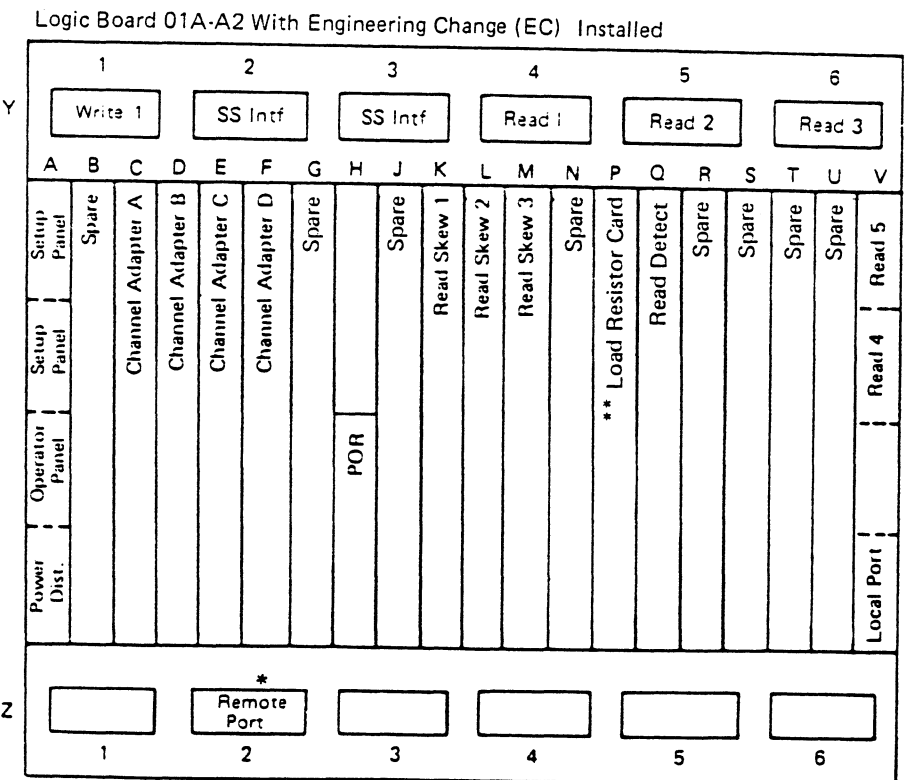 Logic Board 01A-A2 With Engineering Change (EC) Installed
1 2 3 4 5 6
Y
Write 1
SS Intf
SS Intf
Read 1
Read 2
Read 3
A B C D E F G H J K L M N P Q R S T U V
Setup
Panel
Setup
Panel
Operator
Panel
Power
Dist.
Spare
Channel Adapter A
Channel Adapter B
Channel Adapter C
Channel Adapter D
Spare
POR
Spare
Read Skew 1
Read Skew 2
Read Skew 3
Spare
** Load Resistor Card
Read Detect
Spare
Spare
Spare
Spare
Read 5
Read 4
Local Port
Z
*
Remote
Port
1 2 3 4 5 6